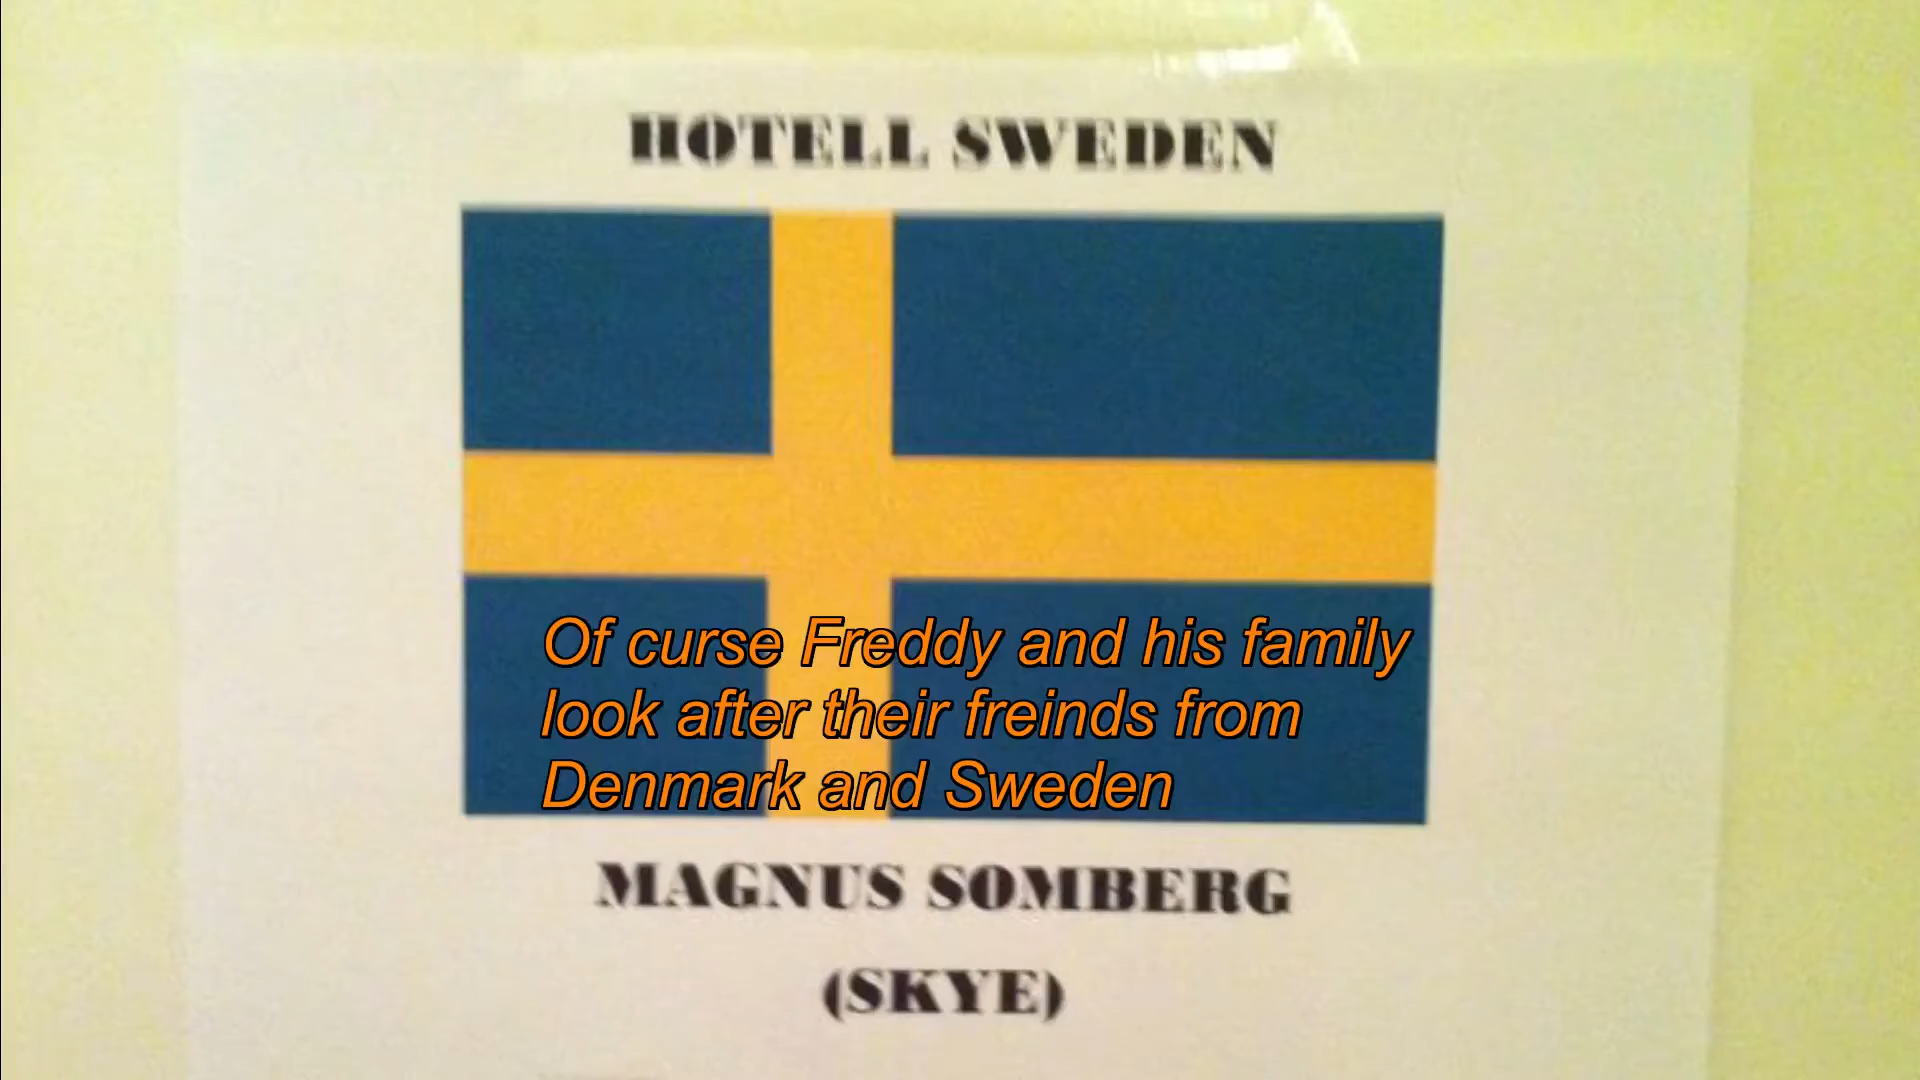 HOTELL SWEDEN
Of curse Freddy and his family
look after their freinds from
Denmark and Sweden
MAGNUS SOMBERG
(SKYE)